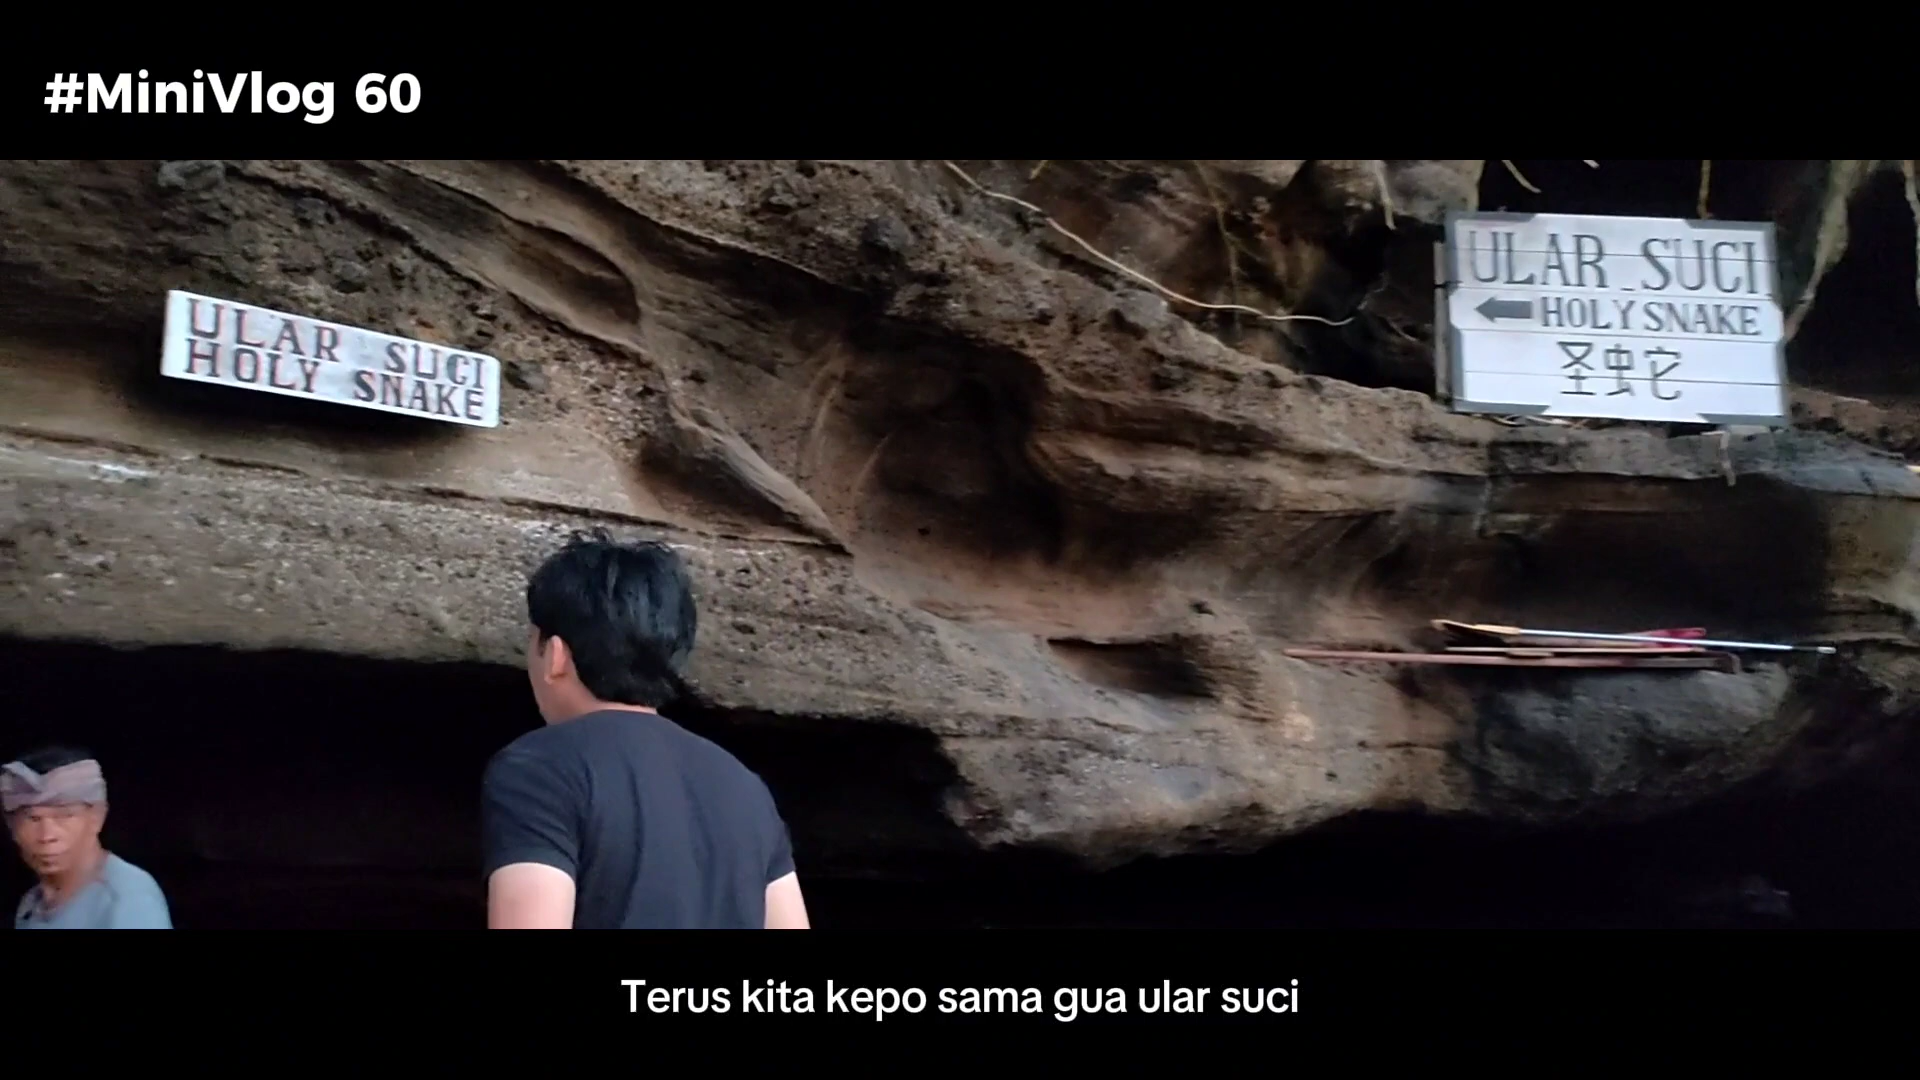 #MiniVlog 60
ULAR SUCI
HOLY SNAKE
ULAR SUCI
HOLY SNAKE
圣虫它
Terus kita kepo sama gua ular suci